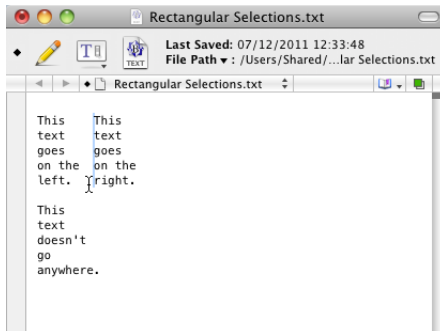 Rectangular Selections.txt
T
TEXT
Last Saved: 07/12/2011 12:33:48
File Path ▾ : /Users/Shared/...lar Selections.txt
Rectangular Selections.txt
This This
text text
goes goes
on the on the
left. right.
This
text
doesn't
go
anywhere.